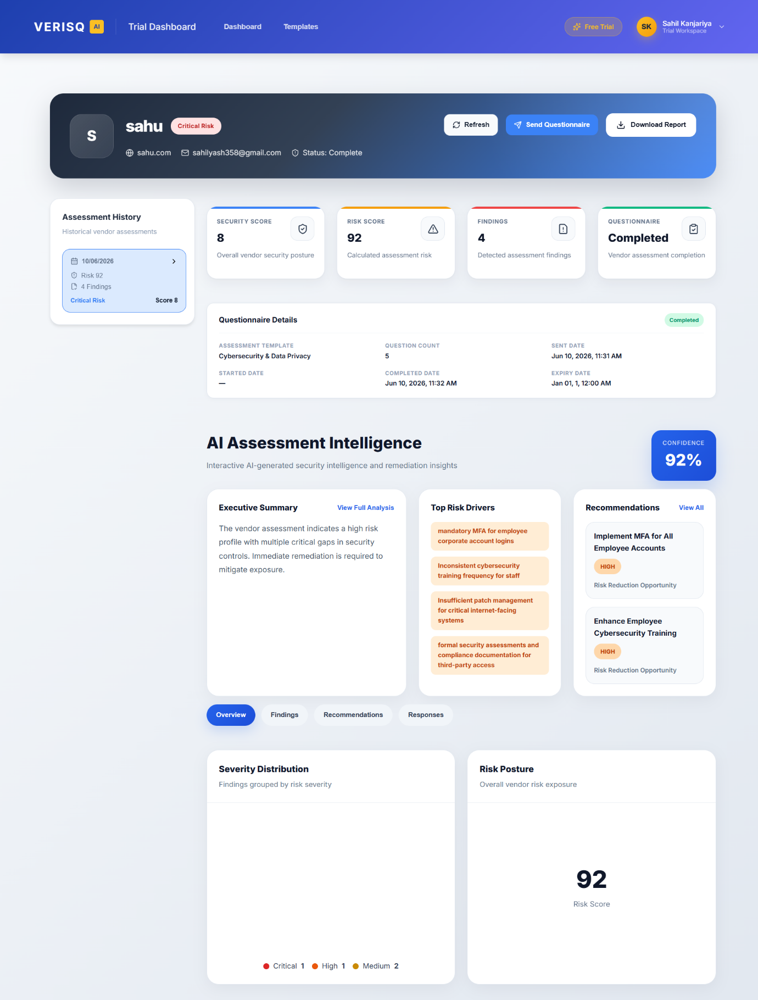 VERISQ AI
Trial Dashboard
Dashboard
Templates
Free Trial
SK
Sahil Kanjariya
Trial Workspace
S
sahu
Critical Risk
Refresh
Send Questionnaire
Download Report
sahu.com
sahilyash358@gmail.com
Status: Complete
Assessment History
Historical vendor assessments
10/06/2026
Risk 92
4 Findings
Critical Risk
Score 8
SECURITY SCORE
8
Overall vendor security posture
RISK SCORE
92
Calculated assessment risk
FINDINGS
4
Detected assessment findings
QUESTIONNAIRE
Completed
Vendor assessment completion
Questionnaire Details
Completed
ASSESSMENT TEMPLATE
Cybersecurity & Data Privacy
QUESTION COUNT
5
SENT DATE
Jun 10, 2026, 11:31 AM
STARTED DATE
—
COMPLETED DATE
Jun 10, 2026, 11:32 AM
EXPIRY DATE
Jan 01, 1, 12:00 AM
AI Assessment Intelligence
Interactive AI-generated security intelligence and remediation insights
CONFIDENCE
92%
Executive Summary
View Full Analysis
The vendor assessment indicates a high risk
profile with multiple critical gaps in security
controls. Immediate remediation is required to
mitigate exposure.
Top Risk Drivers
mandatory MFA for employee
corporate account logins
Inconsistent cybersecurity
training frequency for staff
Insufficient patch management
for critical internet-facing
systems
formal security assessments and
compliance documentation for
third-party access
Recommendations
View All
Implement MFA for All
Employee Accounts
HIGH
Risk Reduction Opportunity
Enhance Employee
Cybersecurity Training
HIGH
Risk Reduction Opportunity
Overview
Findings
Recommendations
Responses
Severity Distribution
Findings grouped by risk severity
Critical 1
High 1
Medium 2
Risk Posture
Overall vendor risk exposure
92
Risk Score